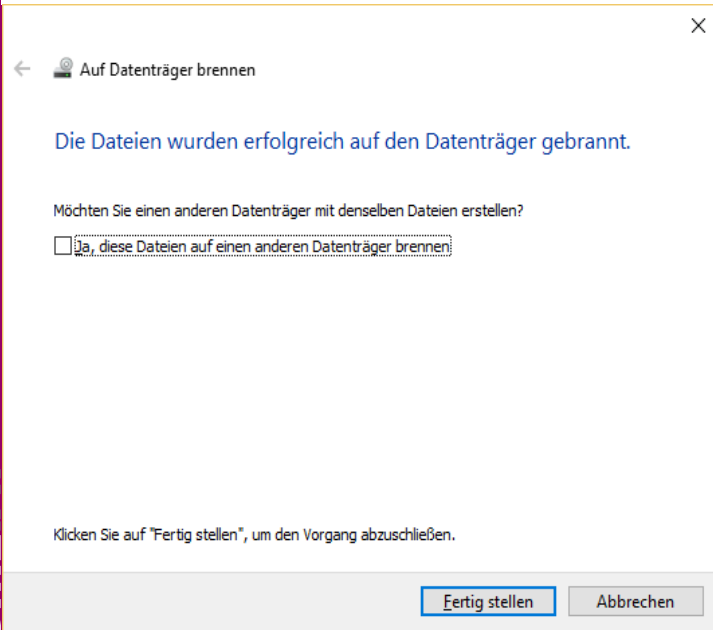 Auf Datenträger brennen
Die Dateien wurden erfolgreich auf den Datenträger gebrannt.
Möchten Sie einen anderen Datenträger mit denselben Dateien erstellen?
Ja, diese Dateien auf einen anderen Datenträger brennen
Klicken Sie auf "Fertig stellen", um den Vorgang abzuschließen.
Fertig stellen Abbrechen